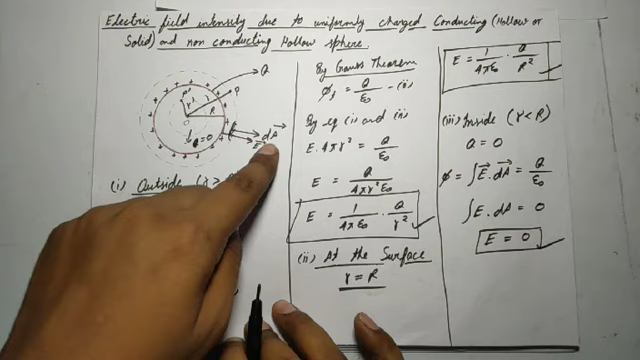 Electric field intensity due to uniformly charged Conducting (Hollow or
Solid) and non conducting Hollow sphere.
Q
P
R
O
Q=0
dA
E
(i) Outside (r >
By Gauss Theorem
ϕf = Q/ε0 - (ii)
By eq (i) and (ii)
E. 4πr² = Q/ε0
E = Q/4πr²ε0
E = 1/4πε0 · Q/r²
(ii) At the Surface
r = R
E = 1/4πε0 · Q/R²
(iii) Inside (r < R)
Q = 0
ϕ = ∫E⃗. dA⃗ = Q/ε0
∫E. dA = 0
E = 0